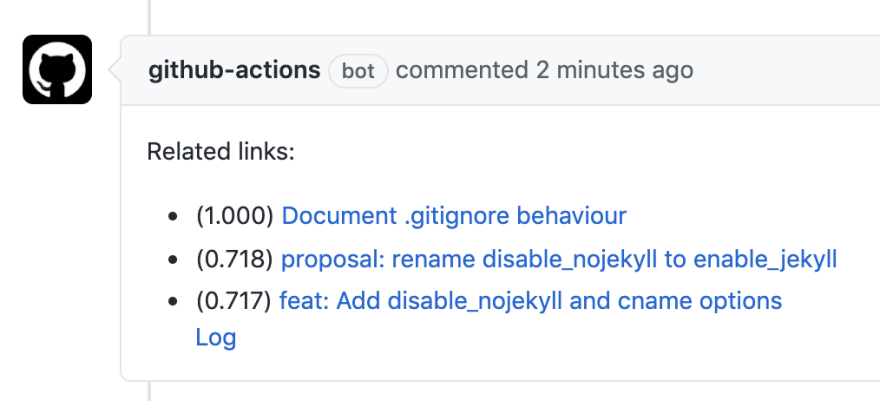 github-actions bot commented 2 minutes ago
Related links:
• (1.000) Document .gitignore behaviour
• (0.718) proposal: rename disable_nojekyll to enable_jekyll
• (0.717) feat: Add disable_nojekyll and cname options
Log